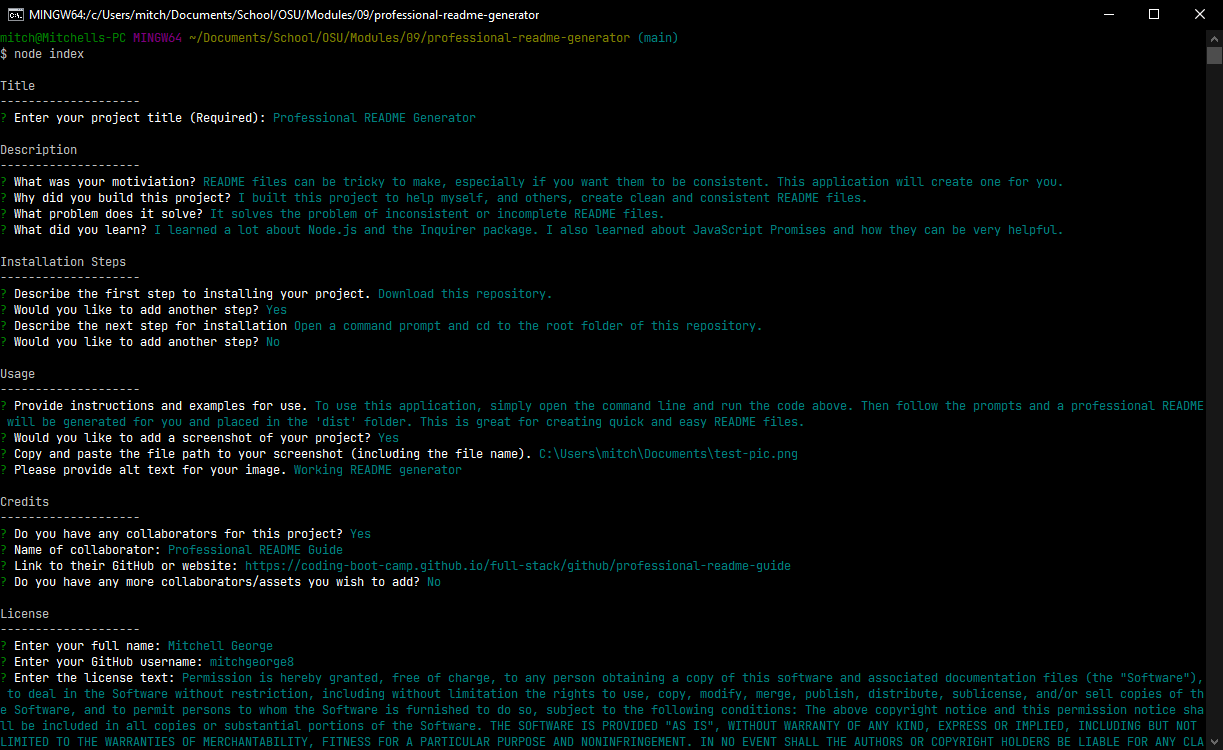 MINGW64:/c/Users/mitch/Documents/School/OSU/Modules/09/professional-readme-generator
mitch@Mitchells-PC MINGW64 ~/Documents/School/OSU/Modules/09/professional-readme-generator (main)
$ node index
Title
--------------------
? Enter your project title (Required): Professional README Generator
Description
--------------------
? What was your motiviation? README files can be tricky to make, especially if you want them to be consistent. This application will create one for you.
? Why did you build this project? I built this project to help myself, and others, create clean and consistent README files.
? What problem does it solve? It solves the problem of inconsistent or incomplete README files.
? What did you learn? I learned a lot about Node.js and the Inquirer package. I also learned about JavaScript Promises and how they can be very helpful.
Installation Steps
--------------------
? Describe the first step to installing your project. Download this repository.
? Would you like to add another step? Yes
? Describe the next step for installation Open a command prompt and cd to the root folder of this repository.
? Would you like to add another step? No
Usage
--------------------
? Provide instructions and examples for use. To use this application, simply open the command line and run the code above. Then follow the prompts and a professional README
will be generated for you and placed in the 'dist' folder. This is great for creating quick and easy README files.
? Would you like to add a screenshot of your project? Yes
? Copy and paste the file path to your screenshot (including the file name). C:\Users\mitch\Documents\test-pic.png
? Please provide alt text for your image. Working README generator
Credits
--------------------
? Do you have any collaborators for this project? Yes
? Name of collaborator: Professional README Guide
? Link to their GitHub or website: https://coding-boot-camp.github.io/full-stack/github/professional-readme-guide
? Do you have any more collaborators/assets you wish to add? No
License
--------------------
? Enter your full name: Mitchell George
? Enter your GitHub username: mitchgeorge8
? Enter the license text: Permission is hereby granted, free of charge, to any person obtaining a copy of this software and associated documentation files (the "Software"),
to deal in the Software without restriction, including without limitation the rights to use, copy, modify, merge, publish, distribute, sublicense, and/or sell copies of th
e Software, and to permit persons to whom the Software is furnished to do so, subject to the following conditions: The above copyright notice and this permission notice sha
ll be included in all copies or substantial portions of the Software. THE SOFTWARE IS PROVIDED "AS IS", WITHOUT WARRANTY OF ANY KIND, EXPRESS OR IMPLIED, INCLUDING BUT NOT
LIMITED TO THE WARRANTIES OF MERCHANTABILITY, FITNESS FOR A PARTICULAR PURPOSE AND NONINFRINGEMENT. IN NO EVENT SHALL THE AUTHORS OR COPYRIGHT HOLDERS BE LIABLE FOR ANY CLA